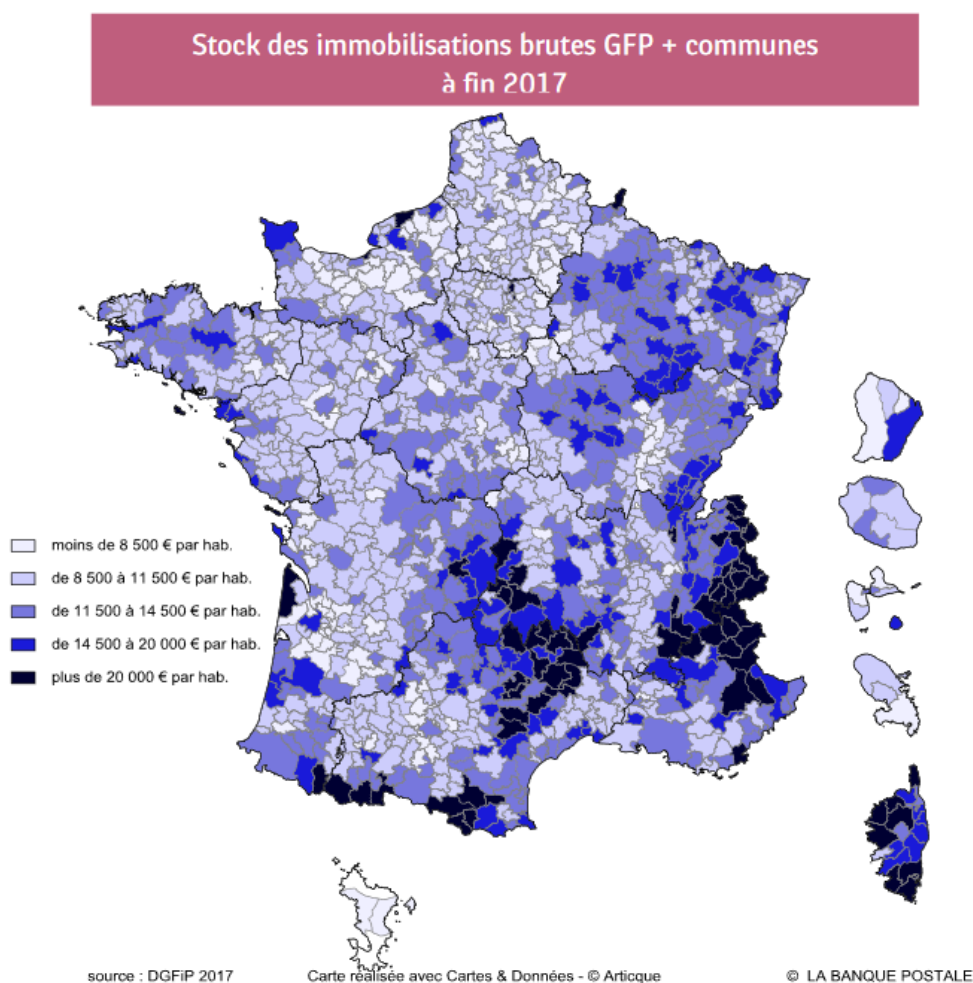 Stock des immobilisations brutes GFP + communes
à fin 2017
moins de 8 500 € par hab.
de 8 500 à 11 500 € par hab.
de 11 500 à 14 500 € par hab.
de 14 500 à 20 000 € par hab.
plus de 20 000 € par hab.
source : DGFiP 2017
Carte réalisée avec Cartes & Données - © Articque
© LA BANQUE POSTALE